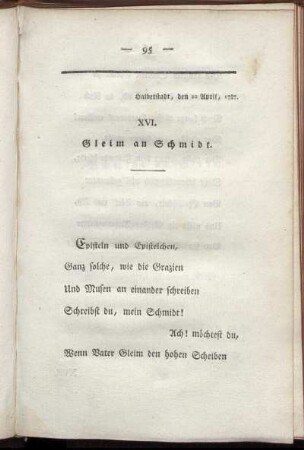 — 95 —
Halberstadt, den 10 April, 1787.
XVI.
Gleim an Schmidt.
Episteln und Epistelchen,
Ganz solche, wie die Grazien
Und Musen an einander schreiben
Schreibst du, mein Schmidt!
Ach! möchtest du,
Wenn Vater Gleim den hohen Scheiben